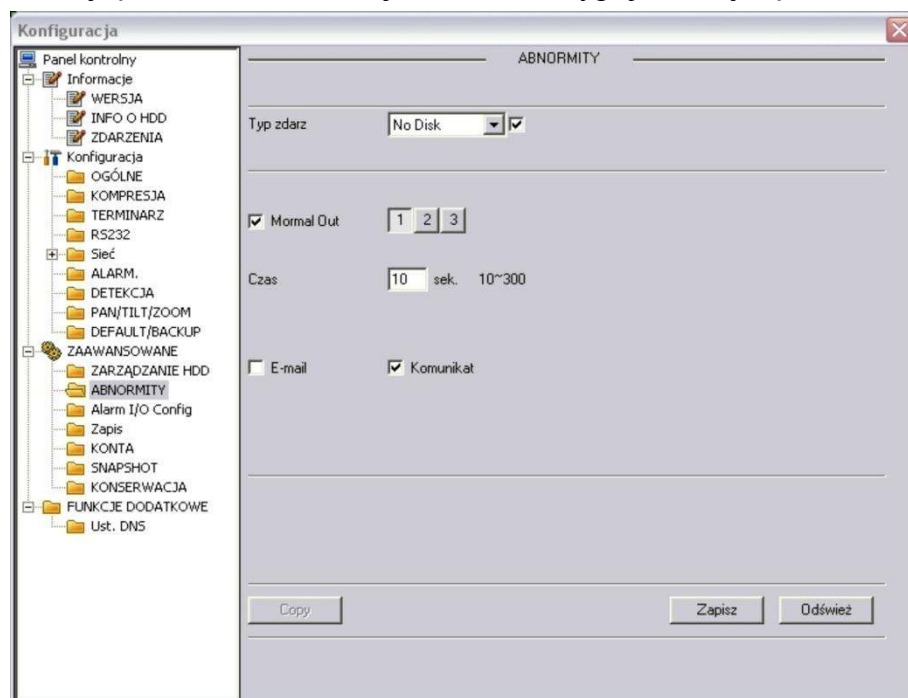 Konfiguracja
Panel kontrolny
Informacje
WERSJA
INFO O HDD
ZDARZENIA
Konfiguracja
OGÓLNE
KOMPRESJA
TERMINARZ
RS232
Sieć
ALARM.
DETEKCJA
PAN/TILT/ZOOM
DEFAULT/BACKUP
ZAAWANSOWANE
ZARZĄDZANIE HDD
ABNORMITY
Alarm I/O Config
Zapis
KONTA
SNAPSHOT
KONSERWACJA
FUNKCJE DODATKOWE
Ust. DNS
ABNORMITY
Typ zdarz No Disk
Mormal Out 1 2 3
Czas 10 sek. 10~300
E-mail Komunikat
Copy Zapisz Odśwież